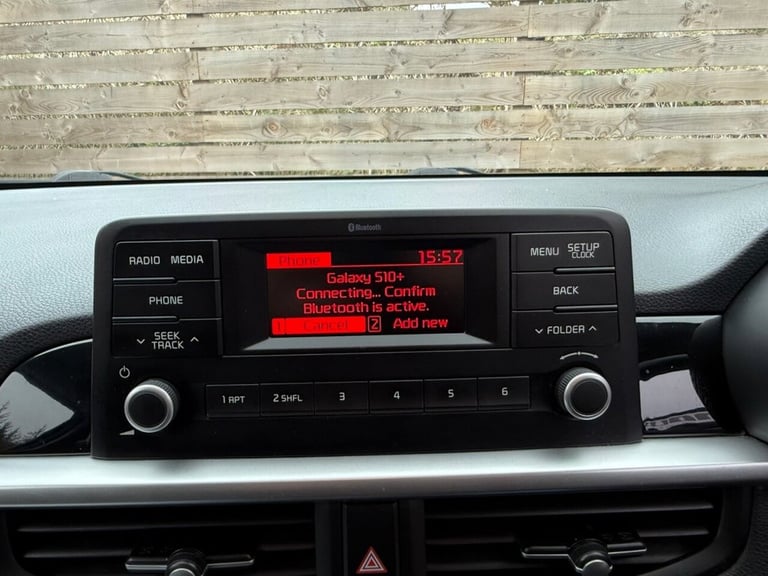 Bluetooth
RADIO MEDIA
PHONE
SEEK
TRACK
Phone 15:57
Galaxy S10+
Connecting... Confirm
Bluetooth is active.
1 Cancel 2 Add new
MENU SETUP
CLOCK
BACK
FOLDER
1 RPT 2 SHFL 3 4 5 6